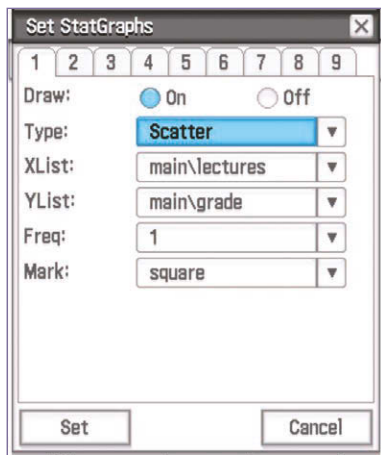 Set StatGraphs
1 2 3 4 5 6 7 8 9
Draw: On Off
Type: Scatter
XList: main\lectures
YList: main\grade
Freq: 1
Mark: square
Set Cancel